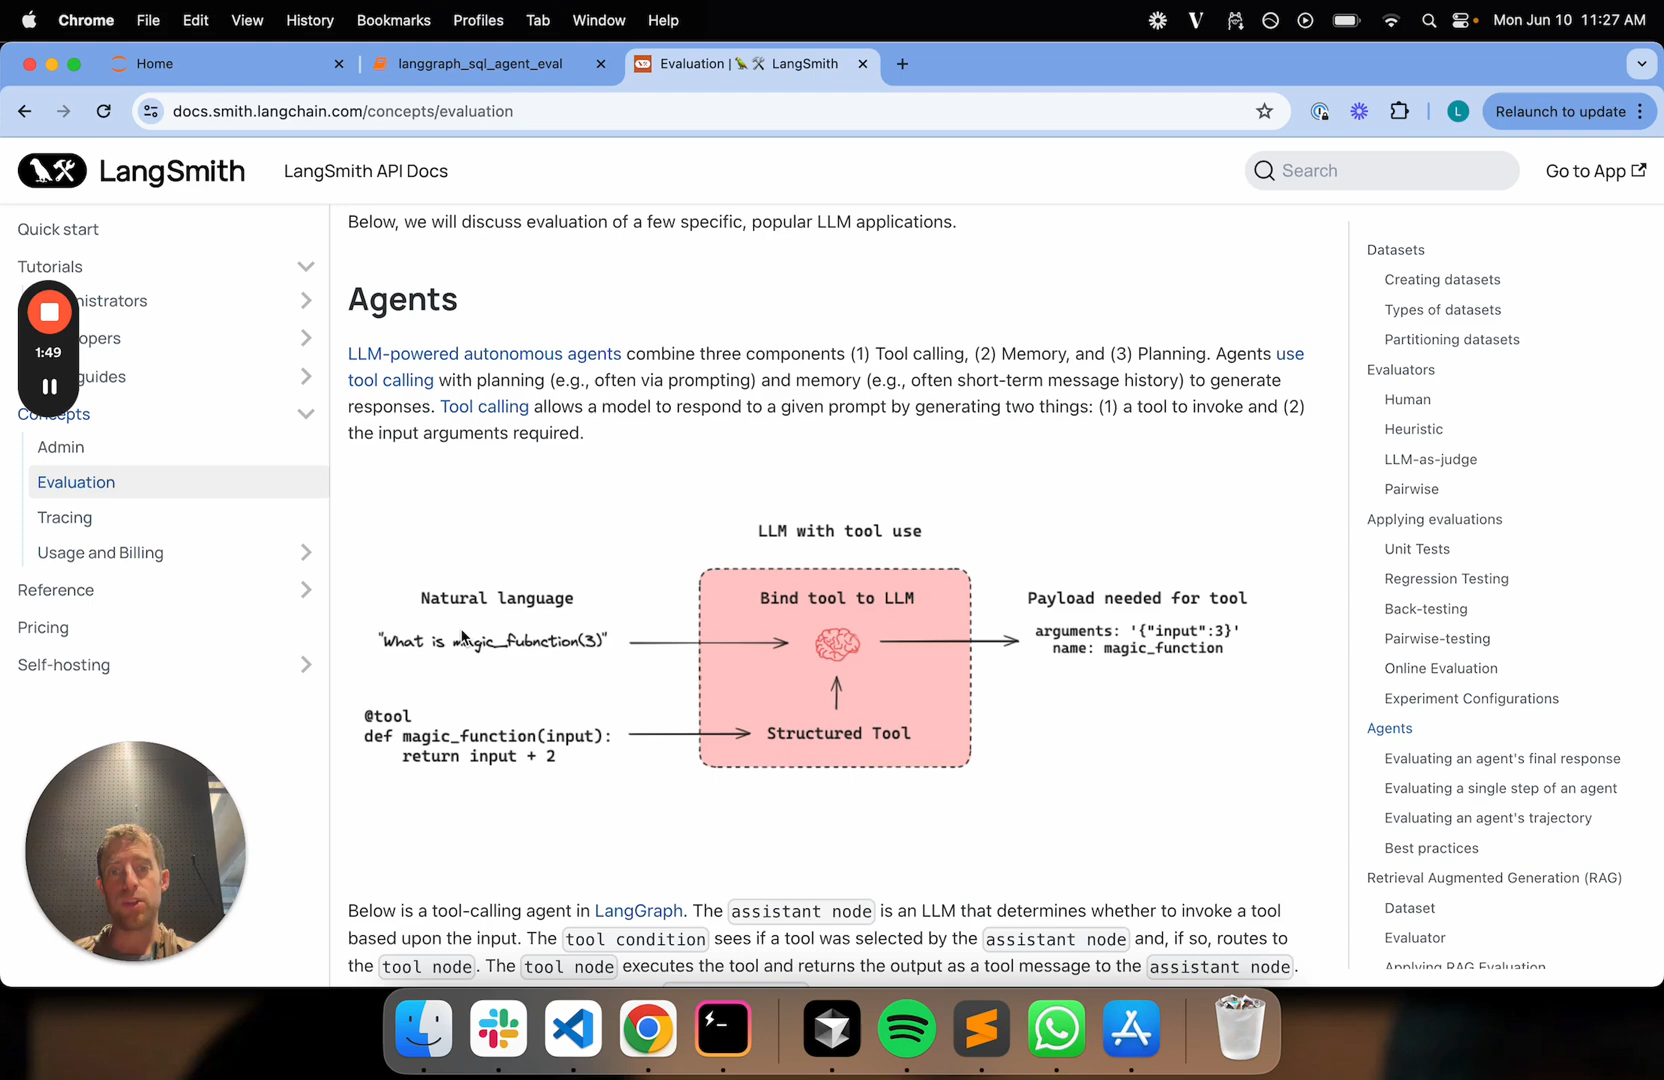 Chrome File Edit View History Bookmarks Profiles Tab Window Help Mon Jun 10 11:27 AM
Home langgraph_sql_agent_eval Evaluation | LangSmith
docs.smith.langchain.com/concepts/evaluation L Relaunch to update
LangSmith LangSmith API Docs Search Go to App
Quick start
Tutorials
nistrators
opers
guides
Concepts
Admin
Evaluation
Tracing
Usage and Billing
Reference
Pricing
Self-hosting
1:49
Below, we will discuss evaluation of a few specific, popular LLM applications.
Agents
LLM-powered autonomous agents combine three components (1) Tool calling, (2) Memory, and (3) Planning. Agents use
tool calling with planning (e.g., often via prompting) and memory (e.g., often short-term message history) to generate
responses. Tool calling allows a model to respond to a given prompt by generating two things: (1) a tool to invoke and (2)
the input arguments required.
LLM with tool use
Natural language
"What is magic_fubnction(3)"
@tool
def magic_function(input):
return input + 2
Bind tool to LLM
Structured Tool
Payload needed for tool
arguments: '{"input":3}'
name: magic_function
Below is a tool-calling agent in LangGraph. The assistant node is an LLM that determines whether to invoke a tool
based upon the input. The tool condition sees if a tool was selected by the assistant node and, if so, routes to
the tool node. The tool node executes the tool and returns the output as a tool message to the assistant node.
Datasets
Creating datasets
Types of datasets
Partitioning datasets
Evaluators
Human
Heuristic
LLM-as-judge
Pairwise
Applying evaluations
Unit Tests
Regression Testing
Back-testing
Pairwise-testing
Online Evaluation
Experiment Configurations
Agents
Evaluating an agent's final response
Evaluating a single step of an agent
Evaluating an agent's trajectory
Best practices
Retrieval Augmented Generation (RAG)
Dataset
Evaluator
Applying RAG Evaluation